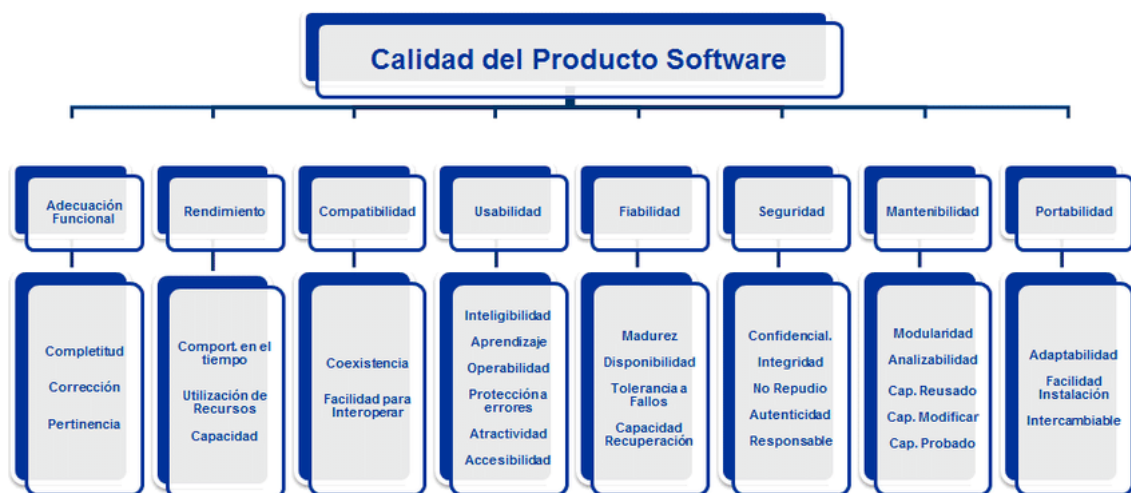 Calidad del Producto Software
Adecuación
Funcional
Rendimiento
Compatibilidad
Usabilidad
Fiabilidad
Seguridad
Mantenibilidad
Portabilidad
Completitud
Corrección
Pertinencia
Comport. en el
tiempo
Utilización de
Recursos
Capacidad
Coexistencia
Facilidad para
Interoperar
Inteligibilidad
Aprendizaje
Operabilidad
Protección a
errores
Atractividad
Accesibilidad
Madurez
Disponibilidad
Tolerancia a
Fallos
Capacidad
Recuperación
Confidencial.
Integridad
No Repudio
Autenticidad
Responsable
Modularidad
Analizabilidad
Cap. Reusado
Cap. Modificar
Cap. Probado
Adaptabilidad
Facilidad
Instalación
Intercambiable